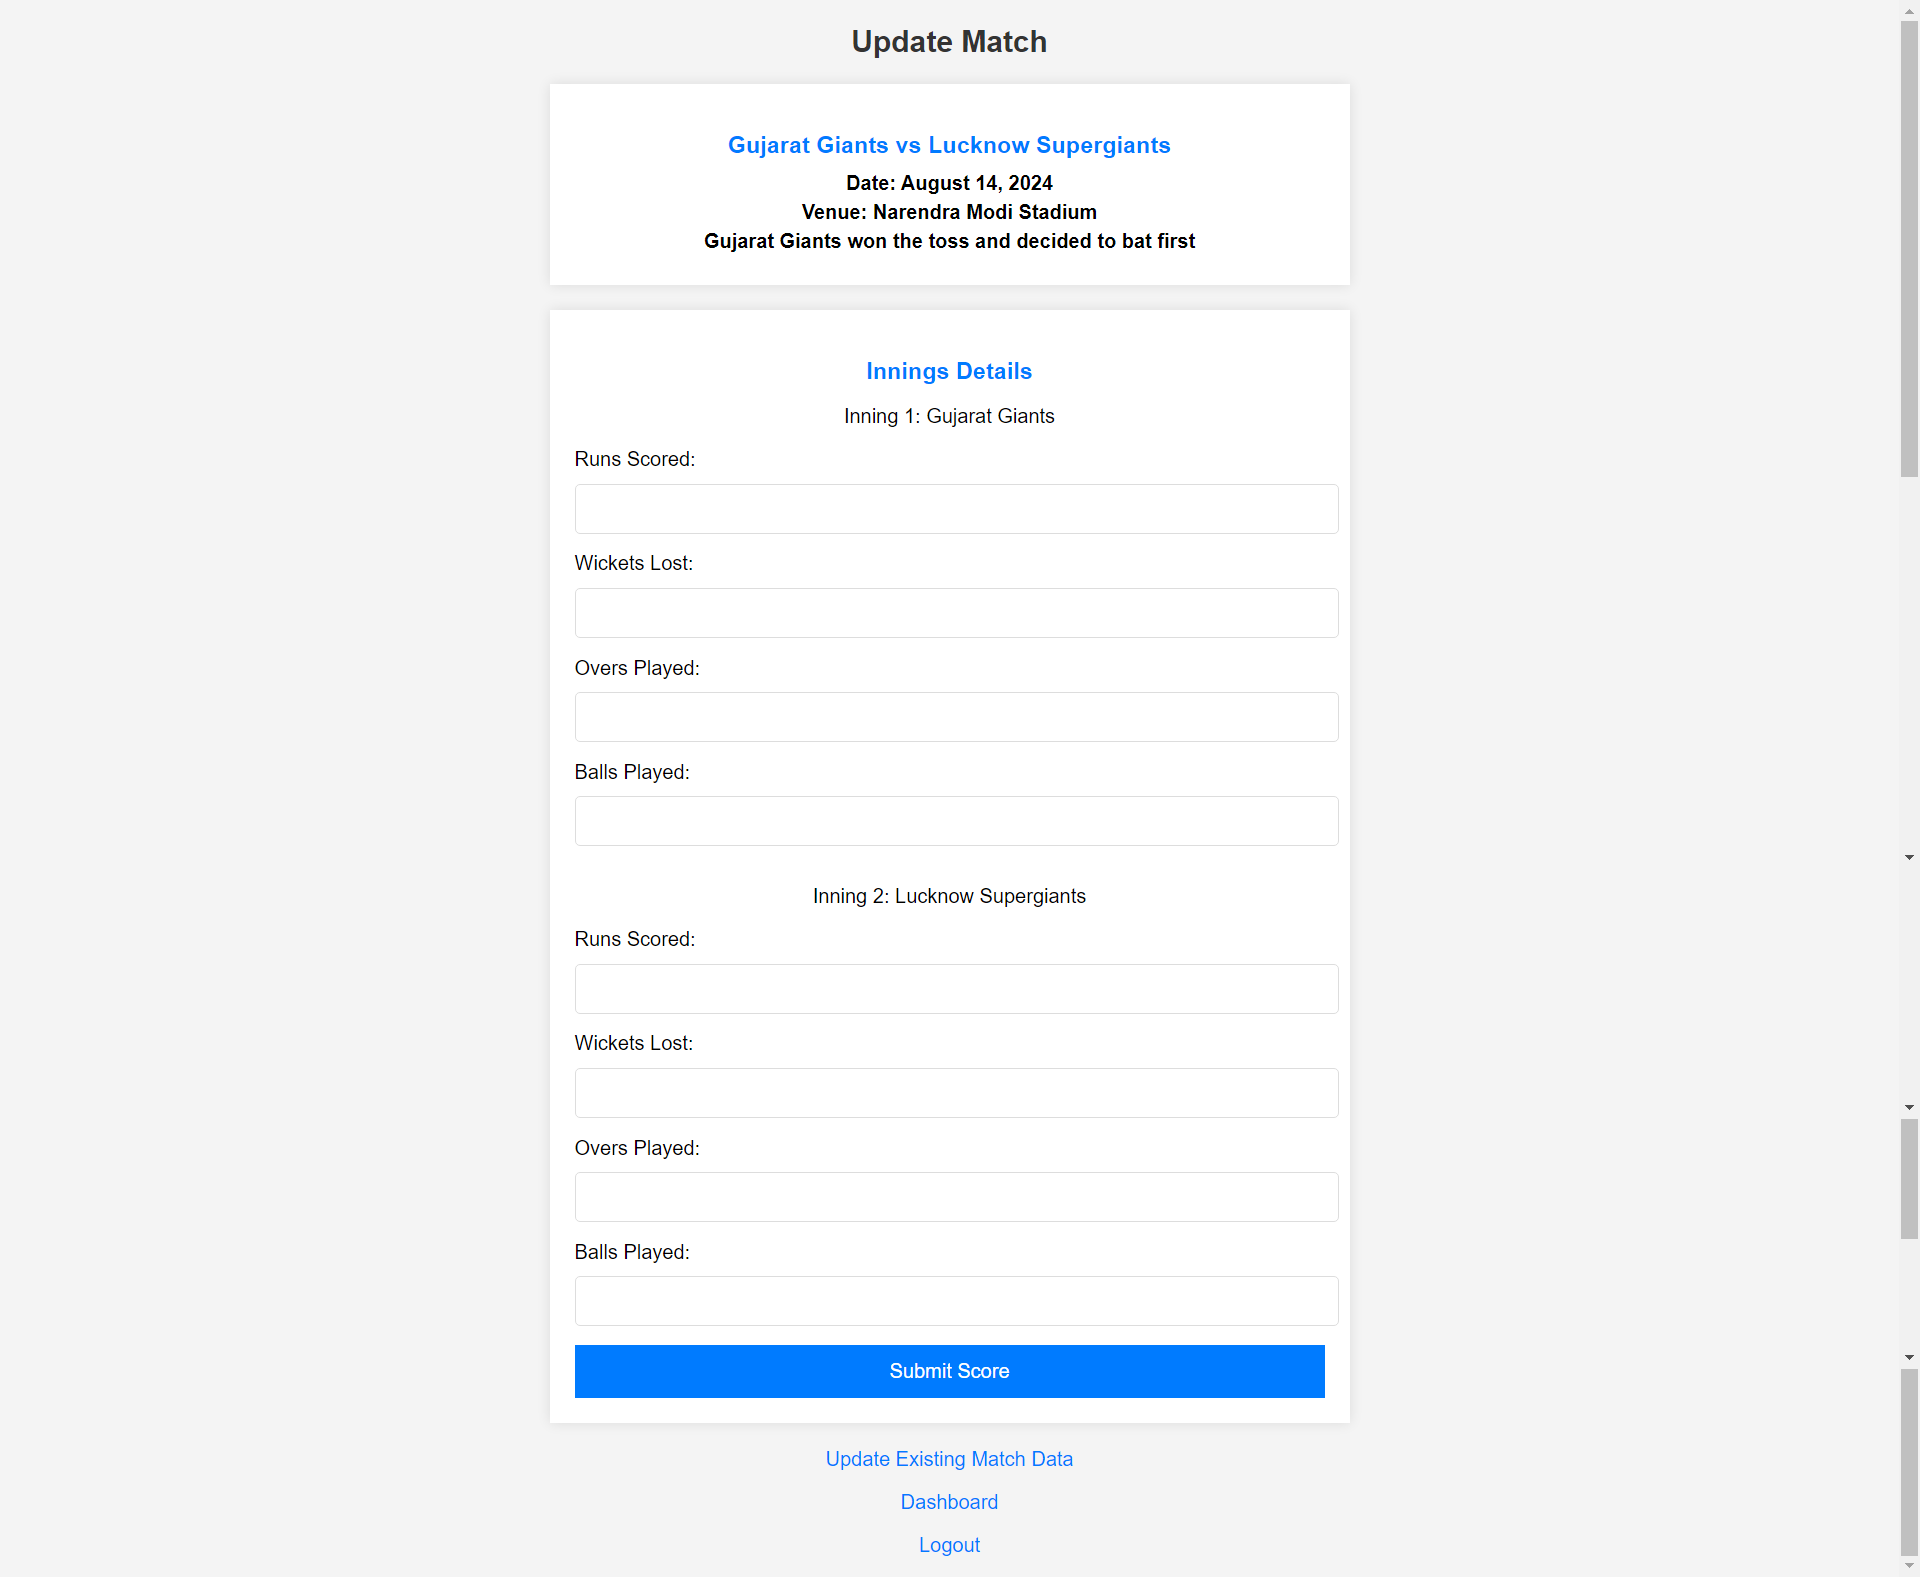 Update Match
Gujarat Giants vs Lucknow Supergiants
Date: August 14, 2024
Venue: Narendra Modi Stadium
Gujarat Giants won the toss and decided to bat first
Innings Details
Inning 1: Gujarat Giants
Runs Scored:
Wickets Lost:
Overs Played:
Balls Played:
Inning 2: Lucknow Supergiants
Runs Scored:
Wickets Lost:
Overs Played:
Balls Played:
Submit Score
Update Existing Match Data
Dashboard
Logout